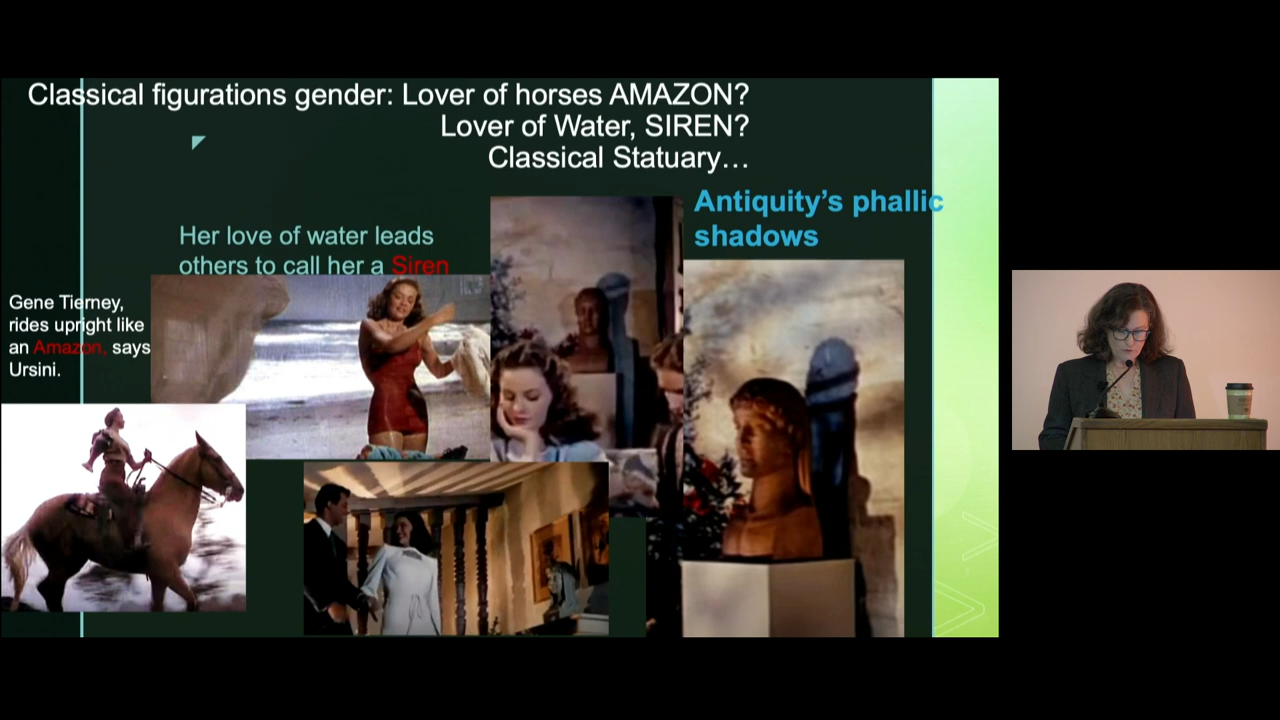 Classical figurations gender: Lover of horses AMAZON?
Lover of Water, SIREN?
Classical Statuary…
Antiquity’s phallic
shadows
Her love of water leads
others to call her a Siren
Gene Tierney,
rides upright like
an Amazon, says
Ursini.